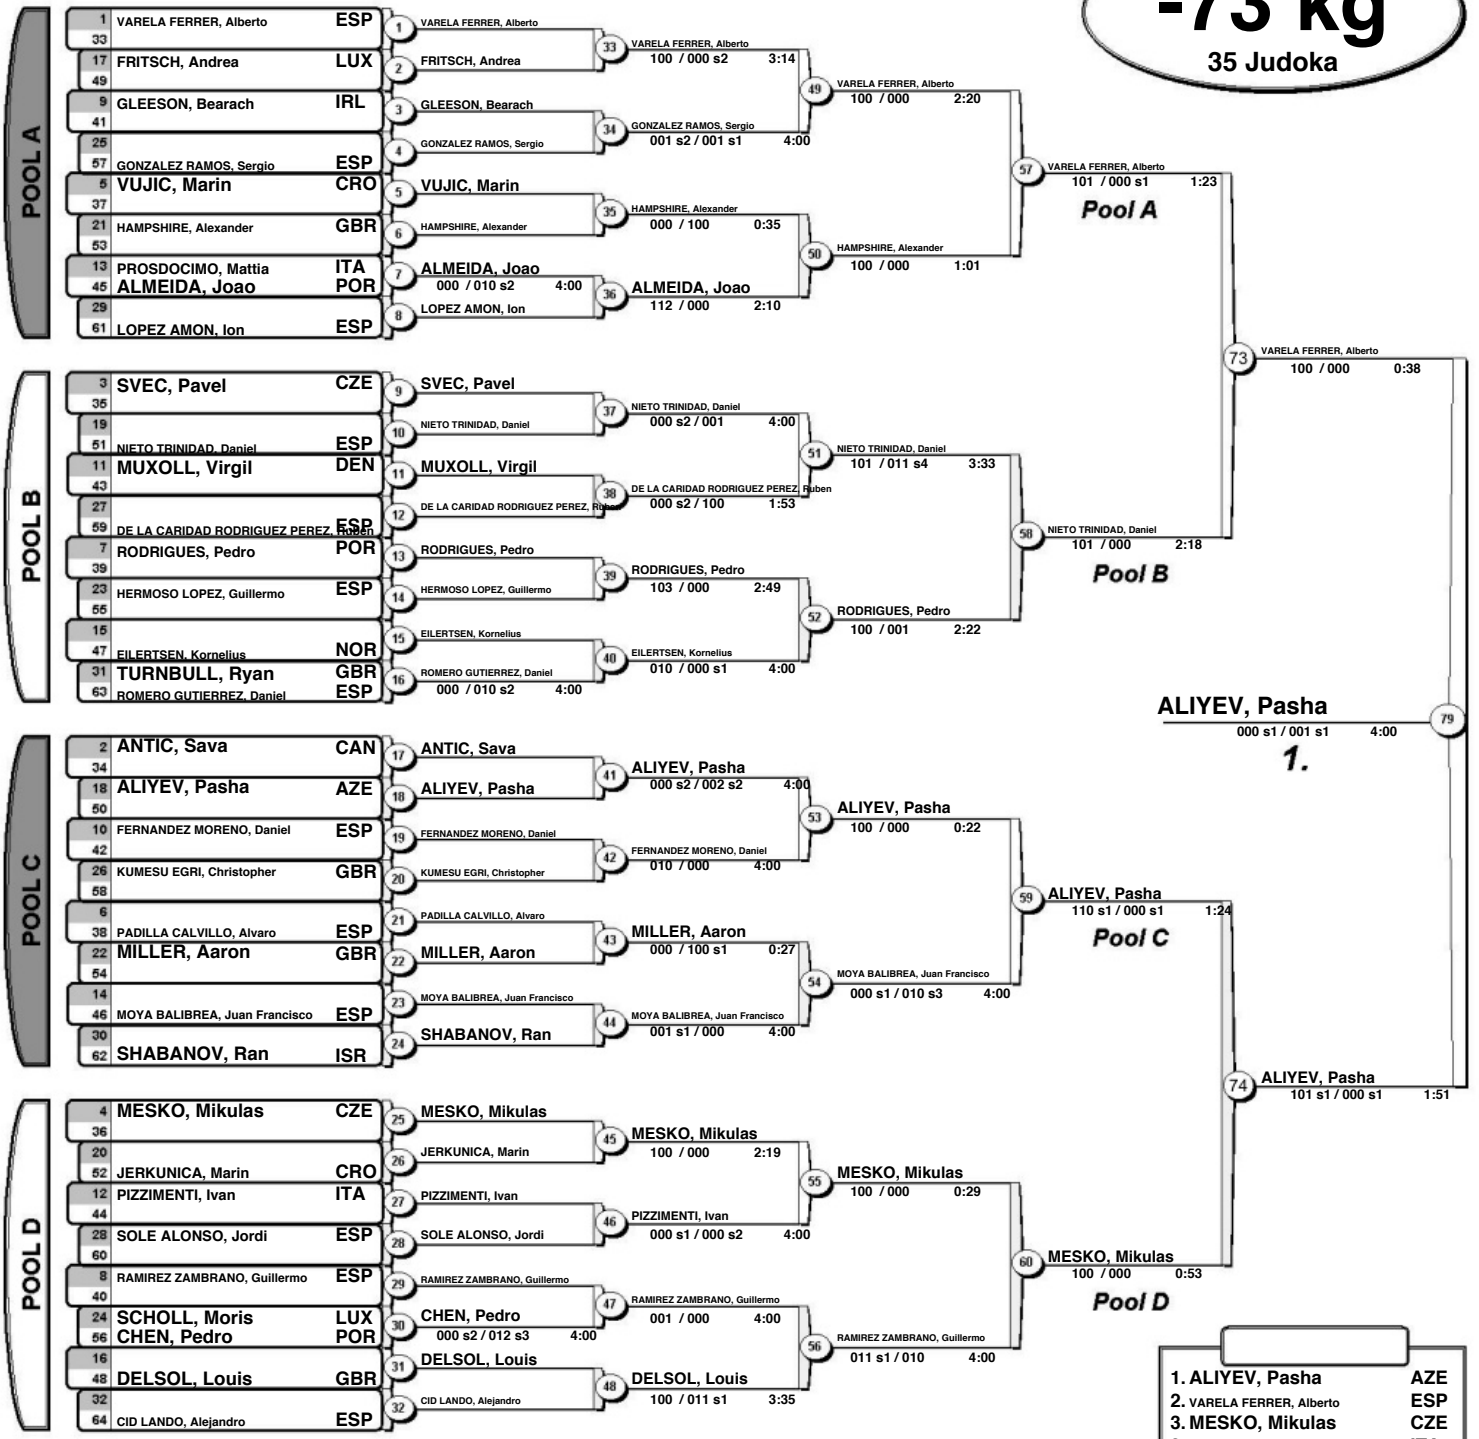 -73 kg
35 Judoka
POOL A
1 VARELA FERRER, Alberto ESP
33
17 FRITSCH, Andrea LUX
49
9 GLEESON, Bearach IRL
41
25
57 GONZALEZ RAMOS, Sergio ESP
5 VUJIC, Marin CRO
37
21 HAMPSHIRE, Alexander GBR
53
13 PROSDOCIMO, Mattia ITA
45 ALMEIDA, Joao POR
29
61 LOPEZ AMON, Ion ESP
1 VARELA FERRER, Alberto
2 FRITSCH, Andrea
3 GLEESON, Bearach
4 GONZALEZ RAMOS, Sergio
5 VUJIC, Marin
6 HAMPSHIRE, Alexander
7 ALMEIDA, Joao
000 / 010 s2 4:00
8 LOPEZ AMON, Ion
33 VARELA FERRER, Alberto
100 / 000 s2 3:14
34 GONZALEZ RAMOS, Sergio
001 s2 / 001 s1 4:00
35 HAMPSHIRE, Alexander
000 / 100 0:35
36 ALMEIDA, Joao
112 / 000 2:10
49 VARELA FERRER, Alberto
100 / 000 2:20
50 HAMPSHIRE, Alexander
100 / 000 1:01
57 VARELA FERRER, Alberto
101 / 000 s1 1:23
Pool A
POOL B
3 SVEC, Pavel CZE
35
19
51 NIETO TRINIDAD, Daniel ESP
11 MUXOLL, Virgil DEN
43
27
59 DE LA CARIDAD RODRIGUEZ PEREZ, Ruben ESP
7 RODRIGUES, Pedro POR
39
23 HERMOSO LOPEZ, Guillermo ESP
55
15
47 EILERTSEN, Kornelius NOR
31 TURNBULL, Ryan GBR
63 ROMERO GUTIERREZ, Daniel ESP
9 SVEC, Pavel
10 NIETO TRINIDAD, Daniel
11 MUXOLL, Virgil
12 DE LA CARIDAD RODRIGUEZ PEREZ, Ruben
13 RODRIGUES, Pedro
14 HERMOSO LOPEZ, Guillermo
15 EILERTSEN, Kornelius
16 ROMERO GUTIERREZ, Daniel
000 / 010 s2 4:00
37 NIETO TRINIDAD, Daniel
000 s2 / 001 4:00
38 DE LA CARIDAD RODRIGUEZ PEREZ, Ruben
000 s2 / 100 1:53
39 RODRIGUES, Pedro
103 / 000 2:49
40 EILERTSEN, Kornelius
010 / 000 s1 4:00
51 NIETO TRINIDAD, Daniel
101 / 011 s4 3:33
52 RODRIGUES, Pedro
100 / 001 2:22
58 NIETO TRINIDAD, Daniel
101 / 000 2:18
Pool B
73 VARELA FERRER, Alberto
100 / 000 0:38
ALIYEV, Pasha 79
000 s1 / 001 s1 4:00
1.
POOL C
2 ANTIC, Sava CAN
34
18 ALIYEV, Pasha AZE
50
10 FERNANDEZ MORENO, Daniel ESP
42
26 KUMESU EGRI, Christopher GBR
58
6
38 PADILLA CALVILLO, Alvaro ESP
22 MILLER, Aaron GBR
54
14
46 MOYA BALIBREA, Juan Francisco ESP
30
62 SHABANOV, Ran ISR
17 ANTIC, Sava
18 ALIYEV, Pasha
19 FERNANDEZ MORENO, Daniel
20 KUMESU EGRI, Christopher
21 PADILLA CALVILLO, Alvaro
22 MILLER, Aaron
23 MOYA BALIBREA, Juan Francisco
24 SHABANOV, Ran
41 ALIYEV, Pasha
000 s2 / 002 s2 4:00
42 FERNANDEZ MORENO, Daniel
010 / 000 4:00
43 MILLER, Aaron
000 / 100 s1 0:27
44 MOYA BALIBREA, Juan Francisco
001 s1 / 000 4:00
53 ALIYEV, Pasha
100 / 000 0:22
54 MOYA BALIBREA, Juan Francisco
000 s1 / 010 s3 4:00
59 ALIYEV, Pasha
110 s1 / 000 s1 1:24
Pool C
POOL D
4 MESKO, Mikulas CZE
36
20
52 JERKUNICA, Marin CRO
12 PIZZIMENTI, Ivan ITA
44
28 SOLE ALONSO, Jordi ESP
60
8 RAMIREZ ZAMBRANO, Guillermo ESP
40
24 SCHOLL, Moris LUX
56 CHEN, Pedro POR
16
48 DELSOL, Louis GBR
32
64 CID LANDO, Alejandro ESP
25 MESKO, Mikulas
26 JERKUNICA, Marin
27 PIZZIMENTI, Ivan
28 SOLE ALONSO, Jordi
29 RAMIREZ ZAMBRANO, Guillermo
30 CHEN, Pedro
000 s2 / 012 s3 4:00
31 DELSOL, Louis
32 CID LANDO, Alejandro
45 MESKO, Mikulas
100 / 000 2:19
46 PIZZIMENTI, Ivan
000 s1 / 000 s2 4:00
47 RAMIREZ ZAMBRANO, Guillermo
001 / 000 4:00
48 DELSOL, Louis
100 / 011 s1 3:35
55 MESKO, Mikulas
100 / 000 0:29
56 RAMIREZ ZAMBRANO, Guillermo
011 s1 / 010 4:00
60 MESKO, Mikulas
100 / 000 0:53
Pool D
74 ALIYEV, Pasha
101 s1 / 000 s1 1:51
1. ALIYEV, Pasha AZE
2. VARELA FERRER, Alberto ESP
3. MESKO, Mikulas CZE